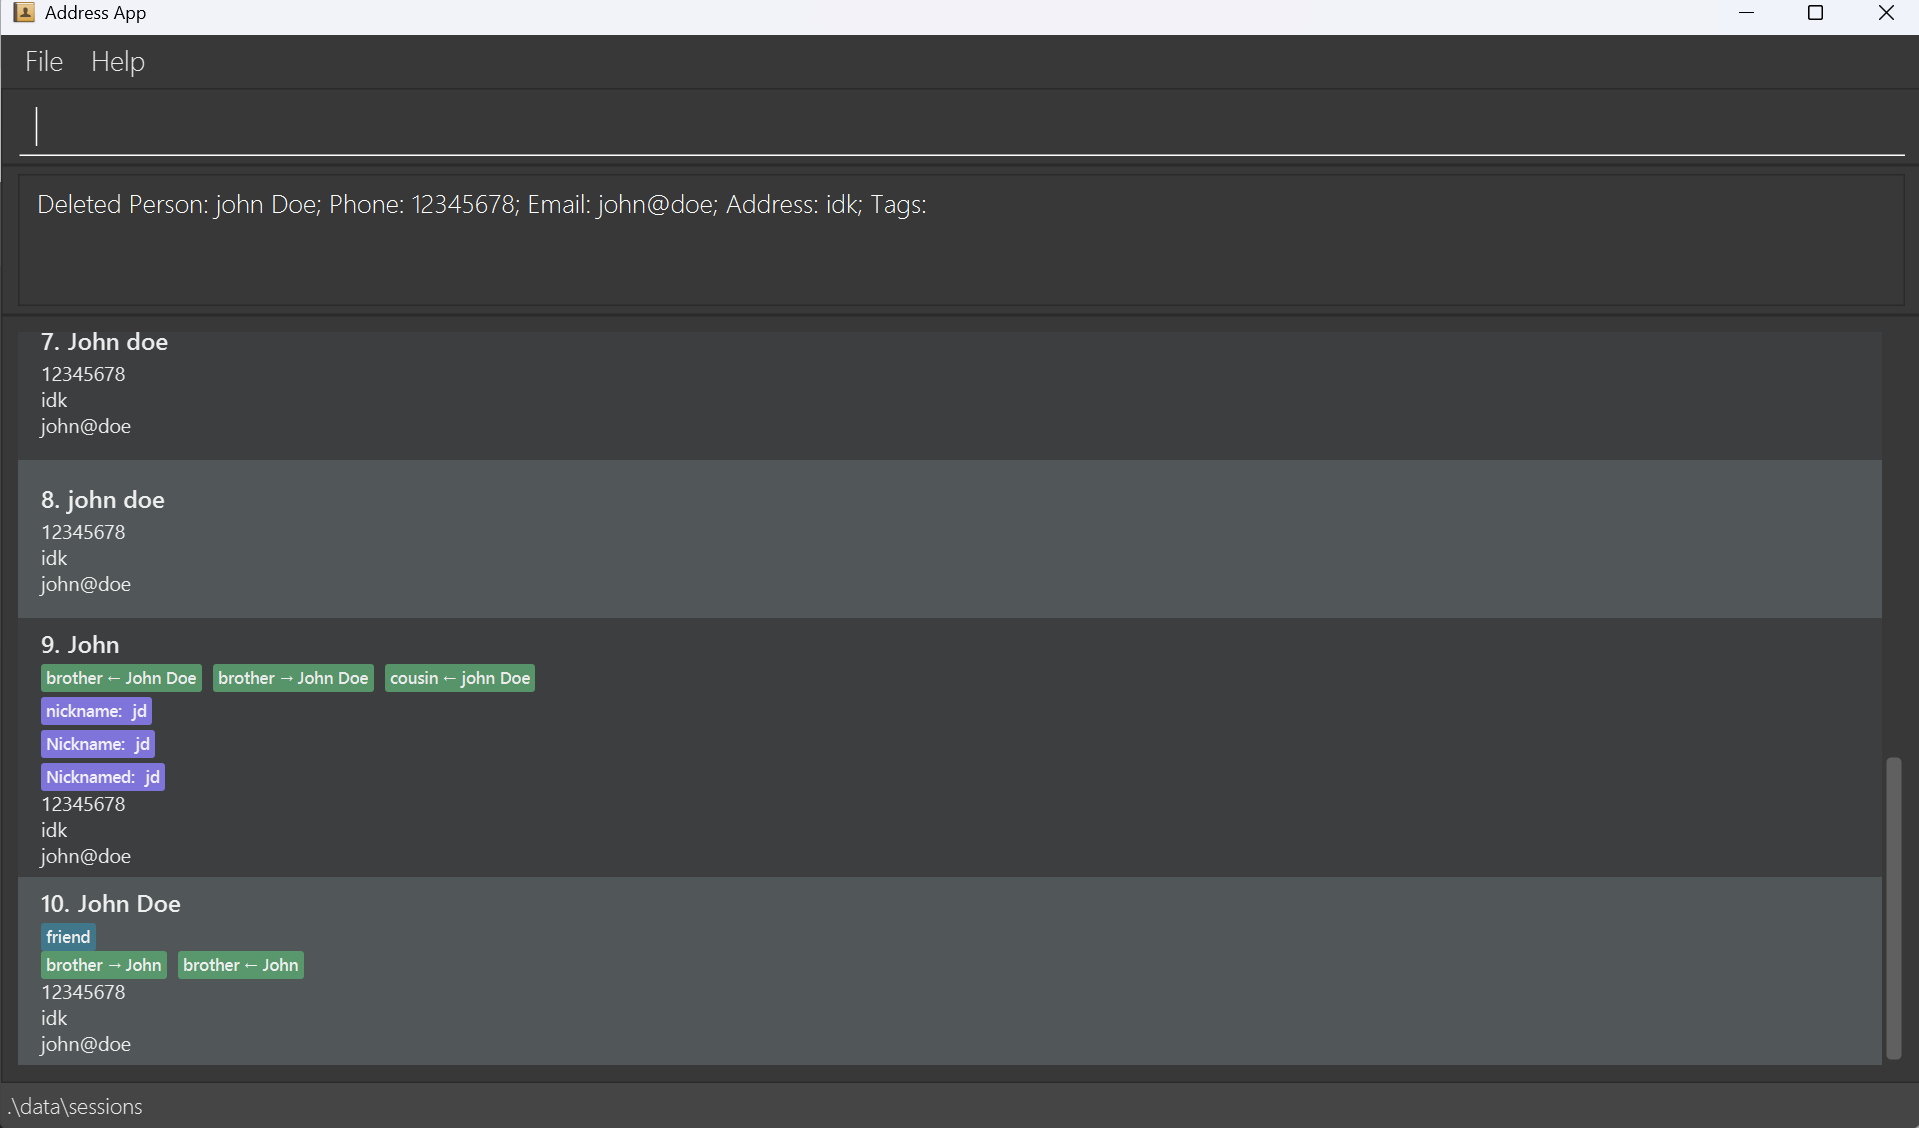 Address App
File Help
Deleted Person: john Doe; Phone: 12345678; Email: john@doe; Address: idk; Tags:
7. John doe
12345678
idk
john@doe
8. john doe
12345678
idk
john@doe
9. John
brother ← John Doe brother → John Doe cousin ← john Doe
nickname: jd
Nickname: jd
Nicknamed: jd
12345678
idk
john@doe
10. John Doe
friend
brother → John brother ← John
12345678
idk
john@doe
.\data\sessions